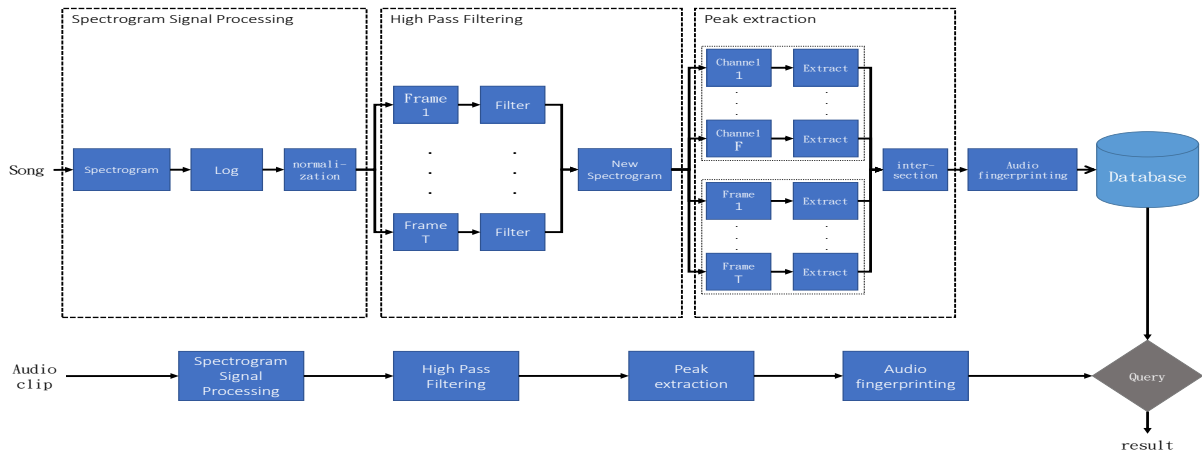 Spectrogram Signal Processing
High Pass Filtering
Peak extraction
Song
Spectrogram
Log
normali-
zation
Frame
1
Filter
Frame
T
Filter
New
Spectrogram
Channel
1
Extract
Channel
F
Extract
Frame
1
Extract
Frame
T
Extract
inter-
section
Audio
fingerprinting
Database
Audio
clip
Spectrogram
Signal
Processing
High Pass
Filtering
Peak
extraction
Audio
fingerprinting
Query
result